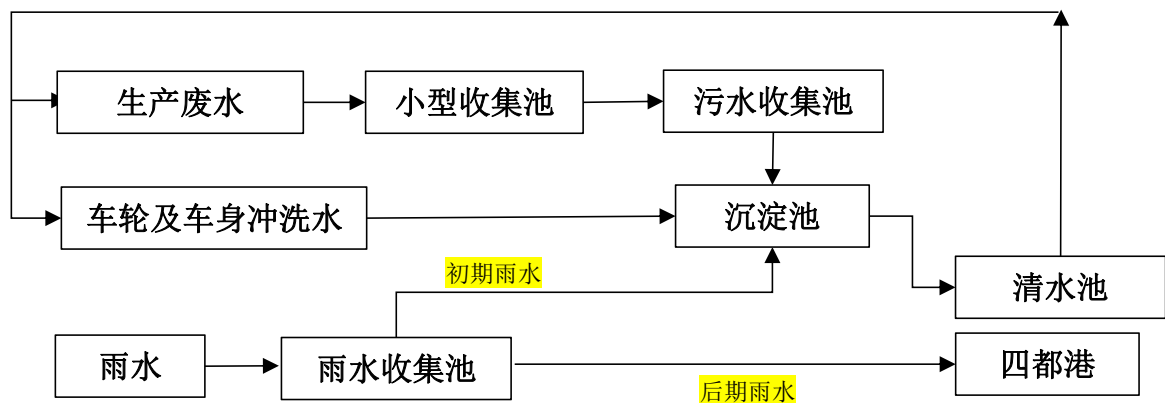 生产废水
小型收集池
污水收集池
车轮及车身冲洗水
沉淀池
初期雨水
清水池
雨水
雨水收集池
四都港
后期雨水